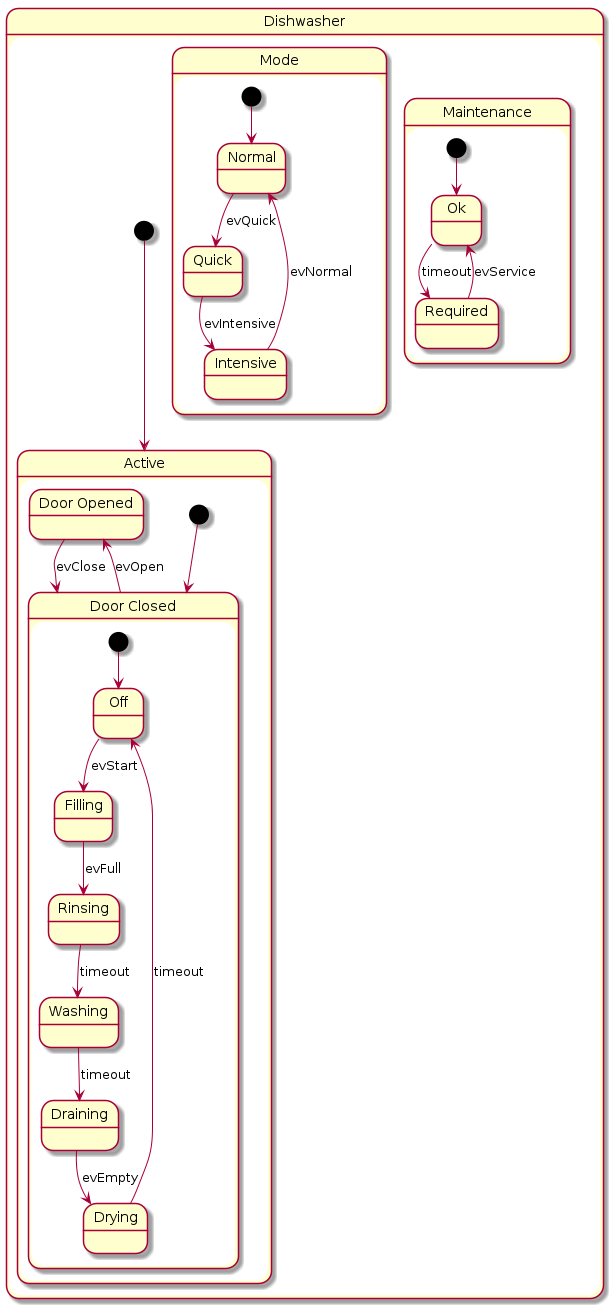 Dishwasher
Mode
Normal
evQuick
Quick
evNormal
evIntensive
Intensive
Maintenance
Ok
timeout
evService
Required
Active
Door Opened
evClose
evOpen
Door Closed
Off
evStart
Filling
evFull
Rinsing
timeout
timeout
Washing
timeout
Draining
evEmpty
Drying